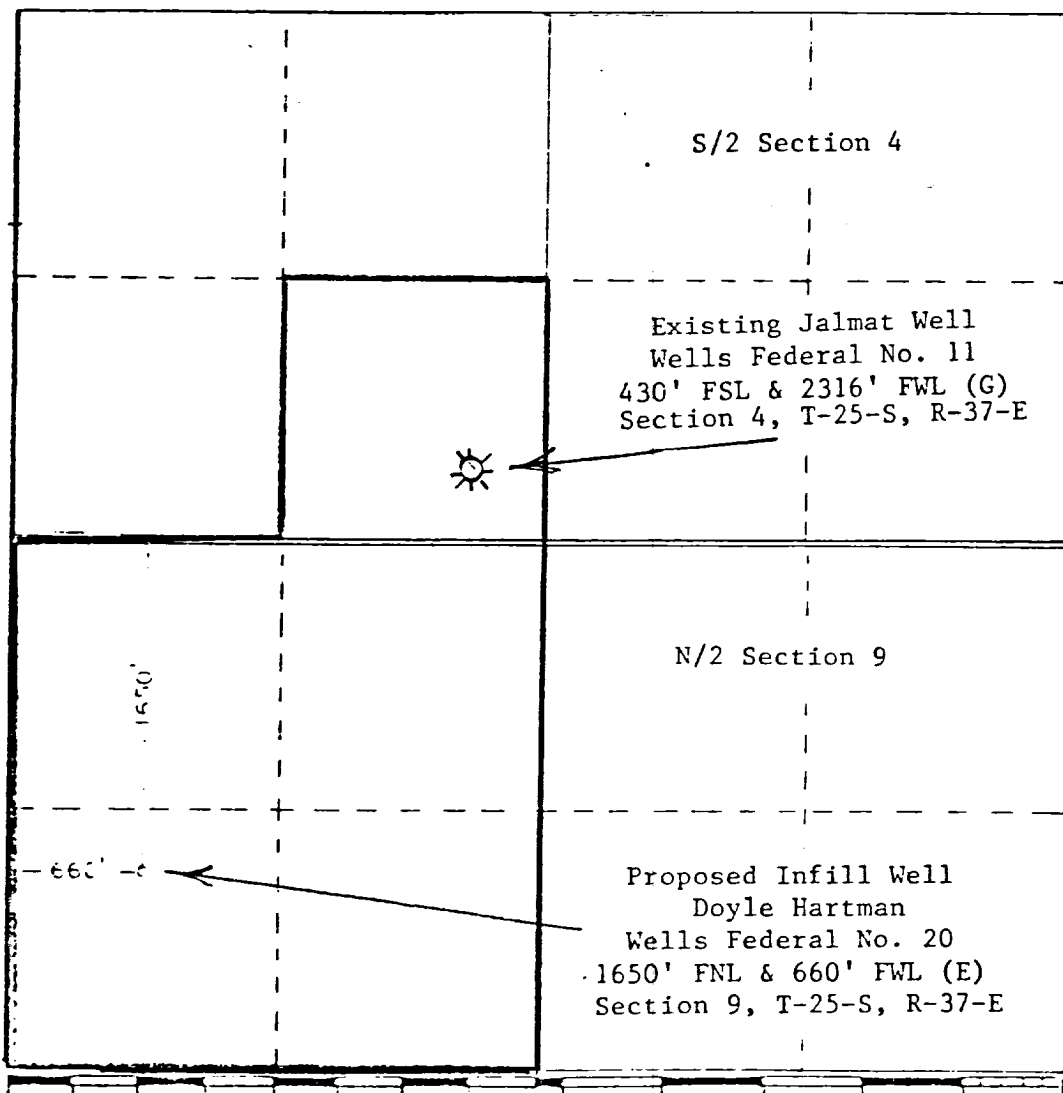 S/2 Section 4
Existing Jalmat Well
Wells Federal No. 11
430' FSL & 2316' FWL (G)
Section 4, T-25-S, R-37-E
N/2 Section 9
1650'
660'
Proposed Infill Well
Doyle Hartman
Wells Federal No. 20
1650' FNL & 660' FWL (E)
Section 9, T-25-S, R-37-E